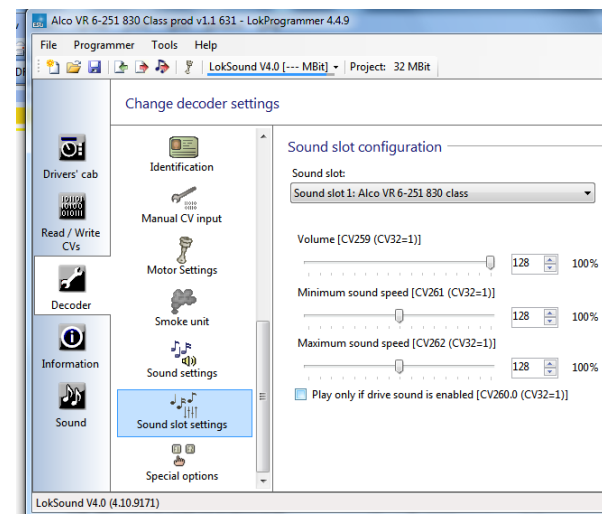 Alco VR 6-251 830 Class prod v1.1 631 - LokProgrammer 4.4.9
File Programmer Tools Help
LokSound V4.0 [--- MBit] Project: 32 MBit
Change decoder settings
Drivers' cab
Read / Write
CVs
Decoder
Information
Sound
Identification
Manual CV input
Motor Settings
Smoke unit
Sound settings
Sound slot settings
Special options
Sound slot configuration
Sound slot:
Sound slot 1: Alco VR 6-251 830 class
Volume [CV259 (CV32=1)]
128 100%
Minimum sound speed [CV261 (CV32=1)]
128 100%
Maximum sound speed [CV262 (CV32=1)]
128 100%
Play only if drive sound is enabled [CV260.0 (CV32=1)]
LokSound V4.0 (4.10.9171)